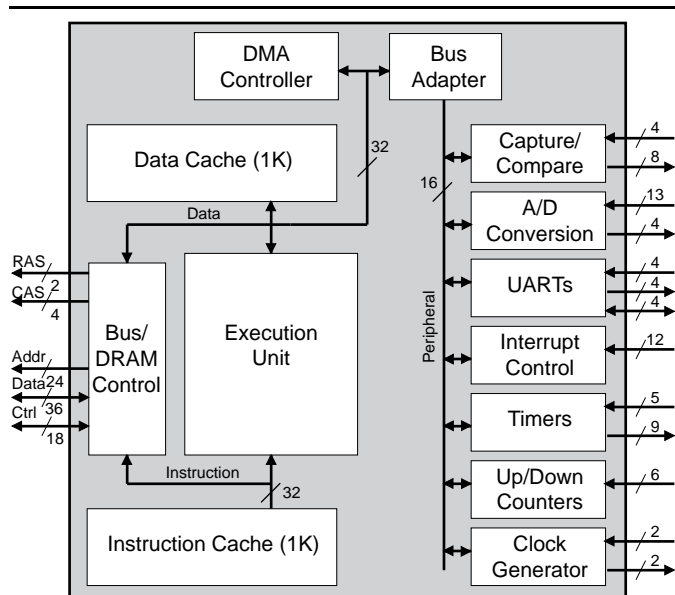 DMA
Controller
Bus
Adapter
Data Cache (1K)
32
Data
16
Peripheral
Capture/
Compare
4
8
A/D
Conversion
13
4
UARTs
4
4
4
Interrupt
Control
12
Timers
5
9
Up/Down
Counters
6
Clock
Generator
2
2
RAS
2
CAS
4
Addr
24
Data
36
Ctrl
18
Bus/
DRAM
Control
Execution
Unit
Instruction
32
Instruction Cache (1K)